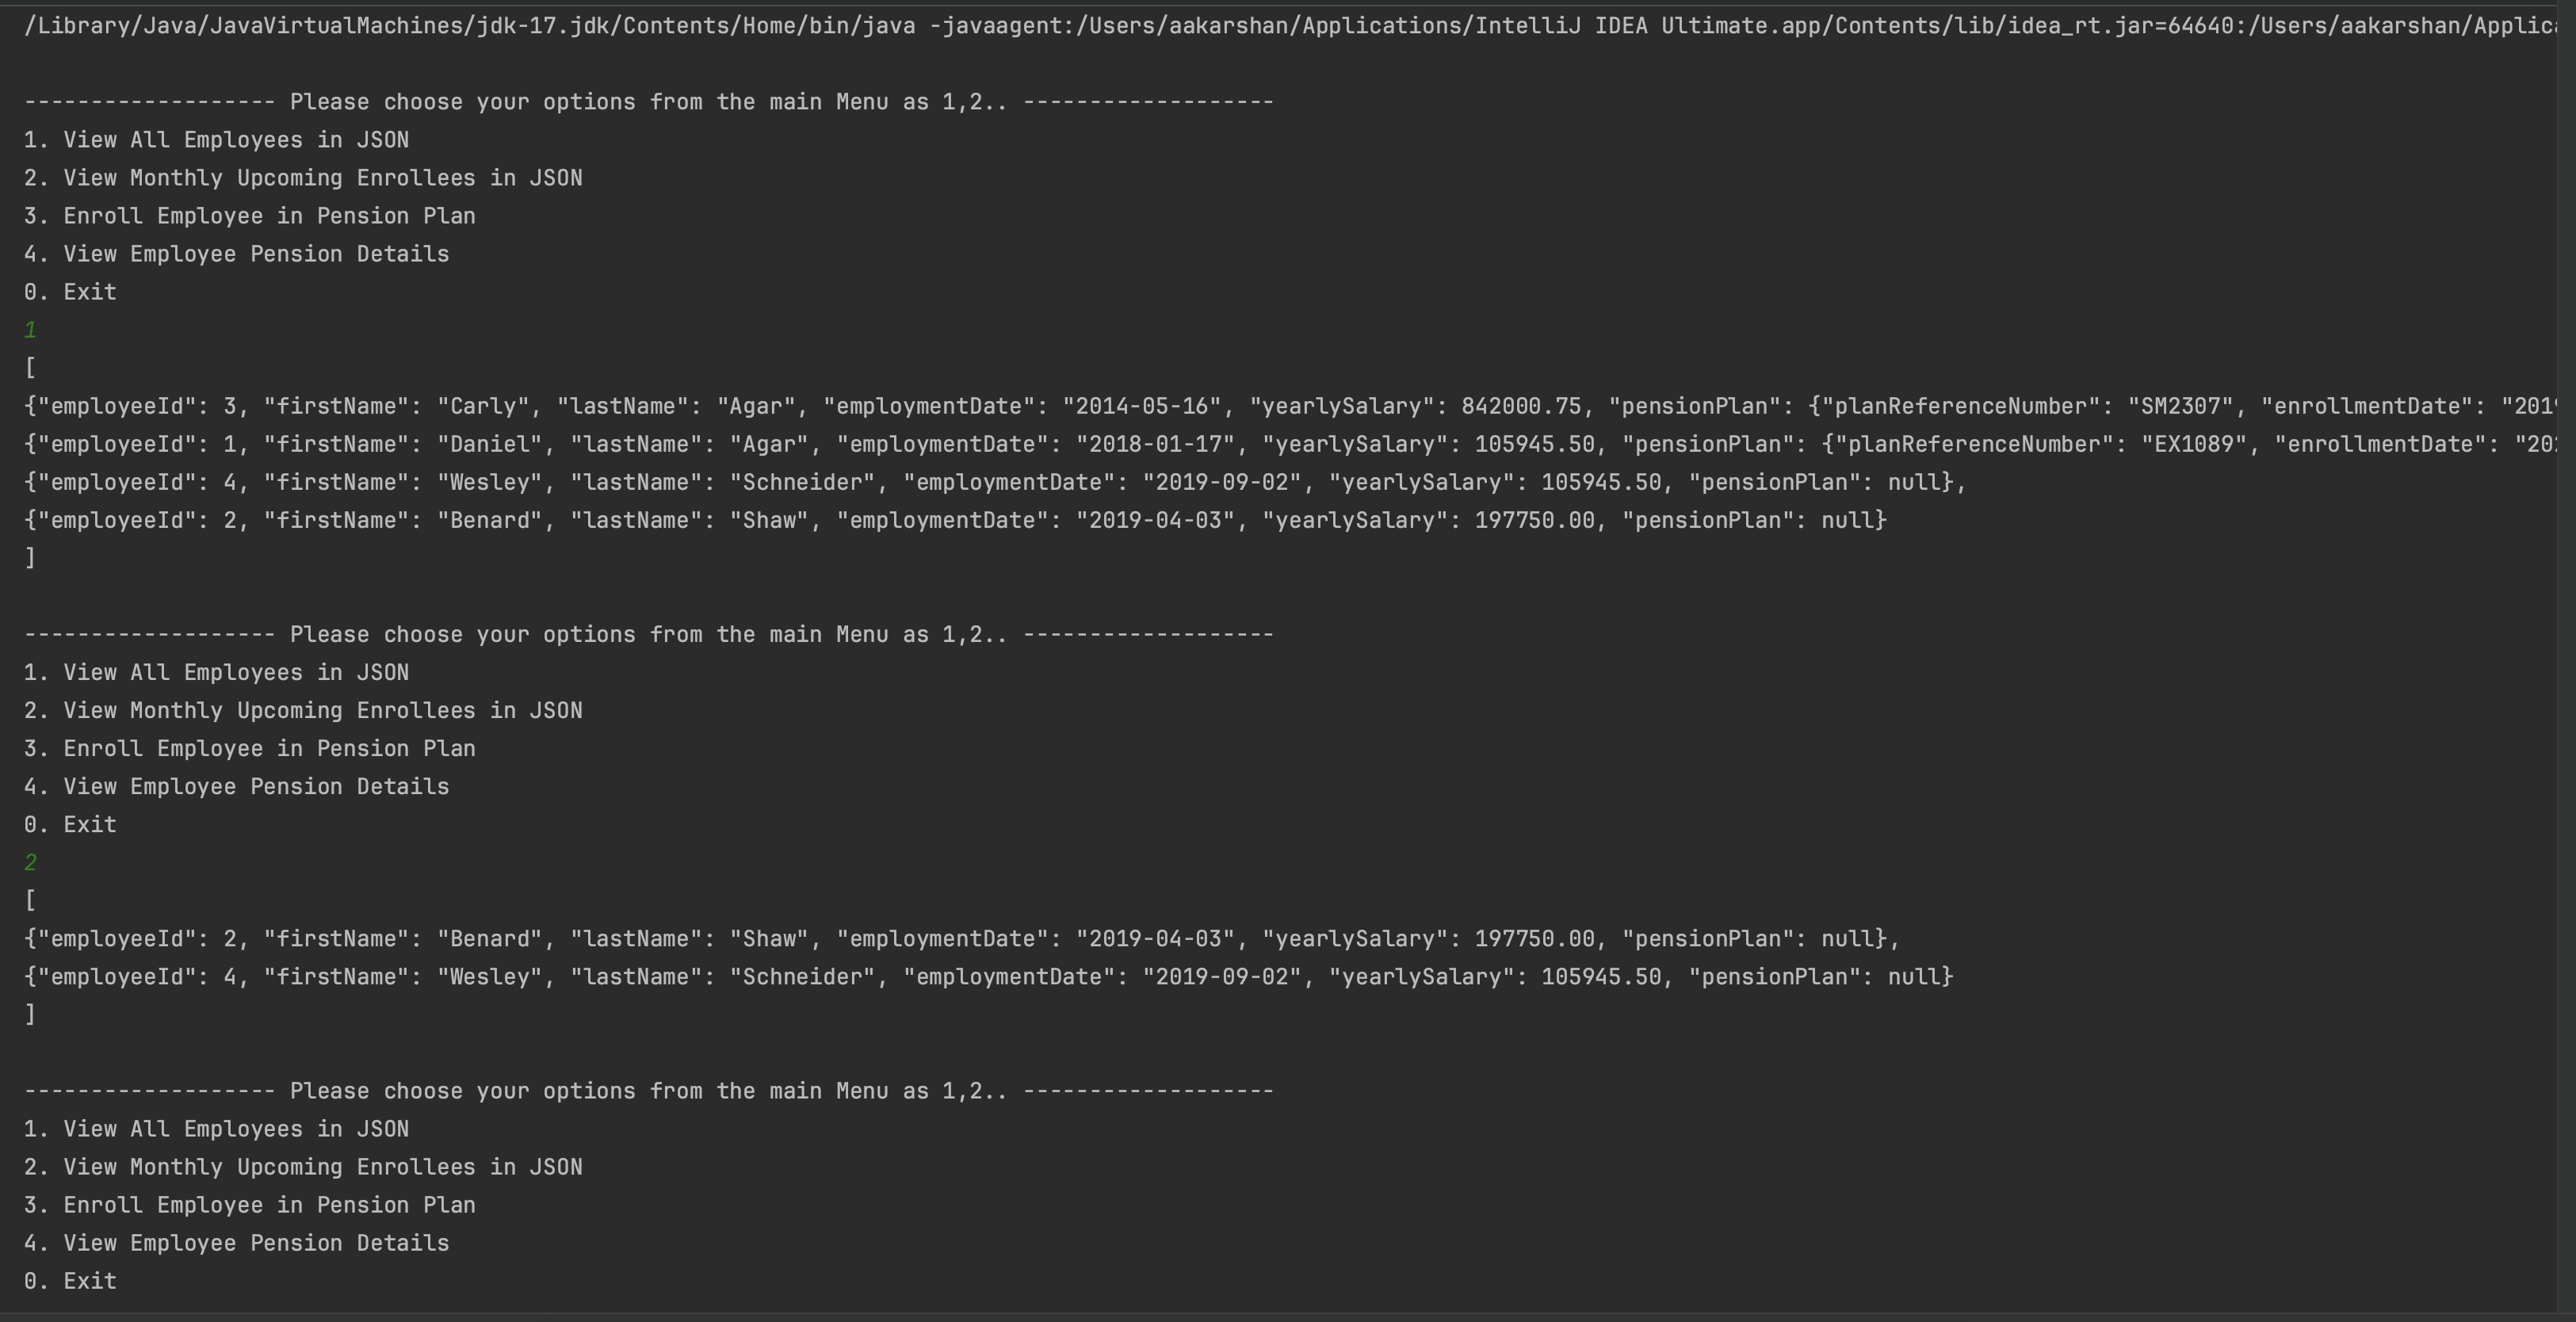 /Library/Java/JavaVirtualMachines/jdk-17.jdk/Contents/Home/bin/java -javaagent:/Users/aakarshan/Applications/IntelliJ IDEA Ultimate.app/Contents/lib/idea_rt.jar=64640:/Users/aakarshan/Applica
------------------- Please choose your options from the main Menu as 1,2.. -------------------
1. View All Employees in JSON
2. View Monthly Upcoming Enrollees in JSON
3. Enroll Employee in Pension Plan
4. View Employee Pension Details
0. Exit
1
[
{"employeeId": 3, "firstName": "Carly", "lastName": "Agar", "employmentDate": "2014-05-16", "yearlySalary": 842000.75, "pensionPlan": {"planReferenceNumber": "SM2307", "enrollmentDate": "2019
{"employeeId": 1, "firstName": "Daniel", "lastName": "Agar", "employmentDate": "2018-01-17", "yearlySalary": 105945.50, "pensionPlan": {"planReferenceNumber": "EX1089", "enrollmentDate": "202
{"employeeId": 4, "firstName": "Wesley", "lastName": "Schneider", "employmentDate": "2019-09-02", "yearlySalary": 105945.50, "pensionPlan": null},
{"employeeId": 2, "firstName": "Benard", "lastName": "Shaw", "employmentDate": "2019-04-03", "yearlySalary": 197750.00, "pensionPlan": null}
]
------------------- Please choose your options from the main Menu as 1,2.. -------------------
1. View All Employees in JSON
2. View Monthly Upcoming Enrollees in JSON
3. Enroll Employee in Pension Plan
4. View Employee Pension Details
0. Exit
2
[
{"employeeId": 2, "firstName": "Benard", "lastName": "Shaw", "employmentDate": "2019-04-03", "yearlySalary": 197750.00, "pensionPlan": null},
{"employeeId": 4, "firstName": "Wesley", "lastName": "Schneider", "employmentDate": "2019-09-02", "yearlySalary": 105945.50, "pensionPlan": null}
]
------------------- Please choose your options from the main Menu as 1,2.. -------------------
1. View All Employees in JSON
2. View Monthly Upcoming Enrollees in JSON
3. Enroll Employee in Pension Plan
4. View Employee Pension Details
0. Exit